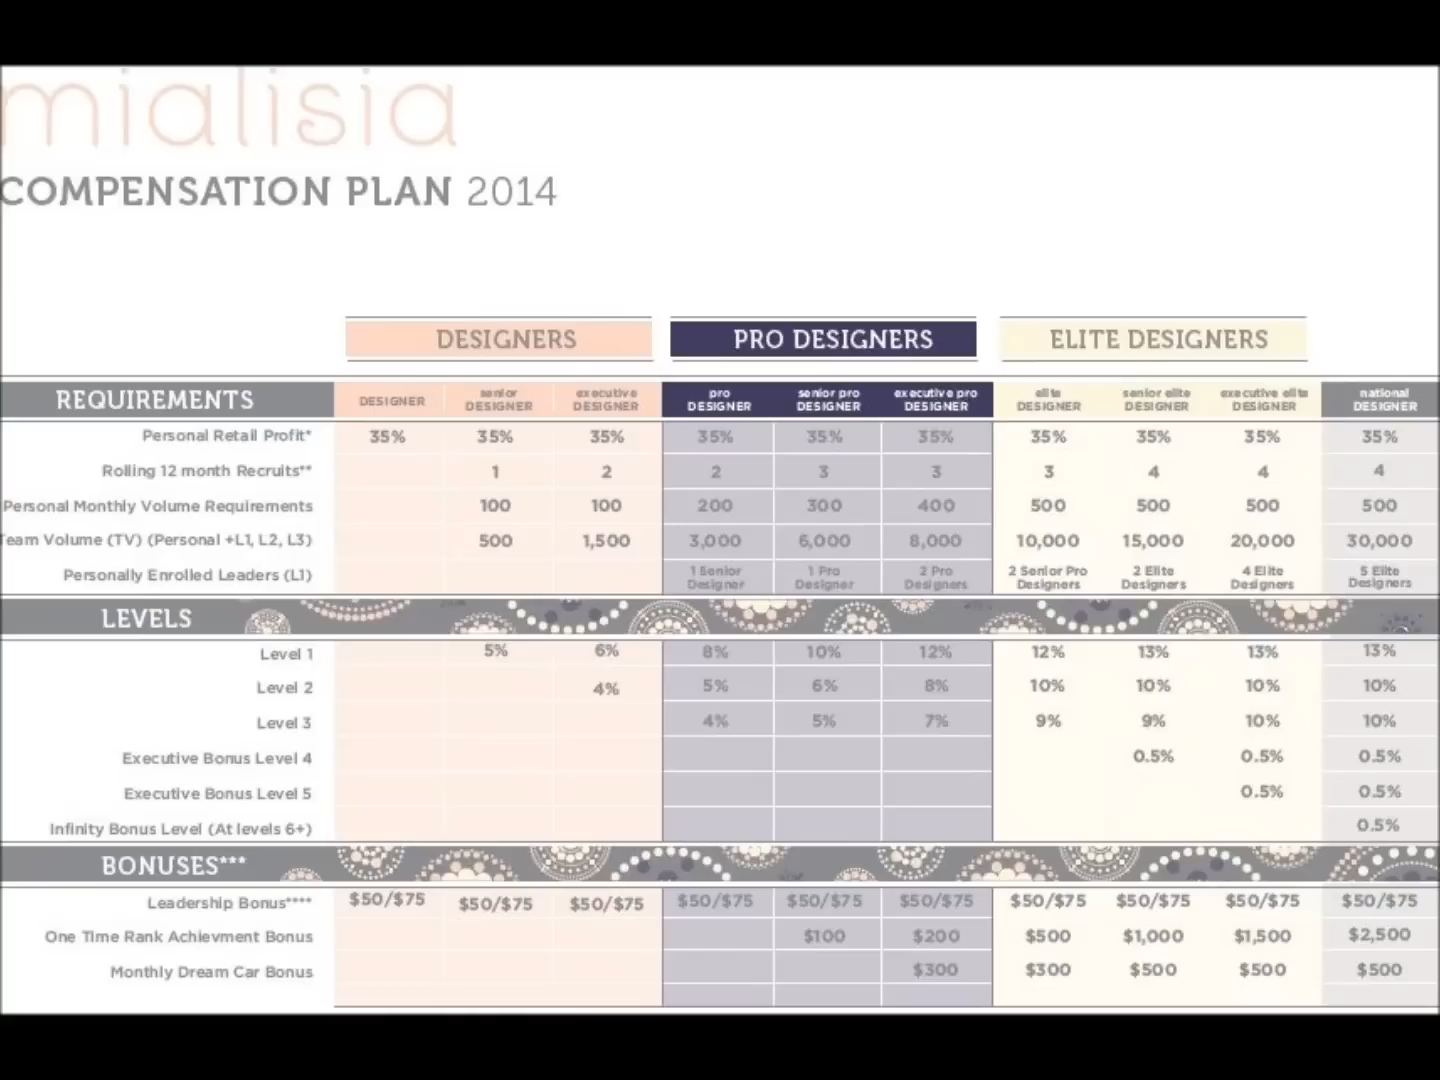 mialisia
COMPENSATION PLAN 2014
DESIGNERS PRO DESIGNERS ELITE DESIGNERS
REQUIREMENTS DESIGNER senior DESIGNER executive DESIGNER pro DESIGNER senior pro DESIGNER executive pro DESIGNER elite DESIGNER senior elite DESIGNER executive elite DESIGNER national DESIGNER
Personal Retail Profit* 35% 35% 35% 35% 35% 35% 35% 35% 35% 35%
Rolling 12 month Recruits** 1 2 2 3 3 3 4 4 4
Personal Monthly Volume Requirements 100 100 200 300 400 500 500 500 500
Team Volume (TV) (Personal +L1, L2, L3) 500 1,500 3,000 6,000 8,000 10,000 15,000 20,000 30,000
Personally Enrolled Leaders (L1) 1 Senior Designer 1 Pro Designer 2 Pro Designers 2 Senior Pro Designers 2 Elite Designers 4 Elite Designers 5 Elite Designers
LEVELS
Level 1 5% 6% 8% 10% 12% 12% 13% 13% 13%
Level 2 4% 5% 6% 8% 10% 10% 10% 10%
Level 3 4% 5% 7% 9% 9% 10% 10%
Executive Bonus Level 4 0.5% 0.5% 0.5%
Executive Bonus Level 5 0.5% 0.5%
Infinity Bonus Level (At levels 6+) 0.5%
BONUSES***
Leadership Bonus**** $50/$75 $50/$75 $50/$75 $50/$75 $50/$75 $50/$75 $50/$75 $50/$75 $50/$75 $50/$75
One Time Rank Achievment Bonus $100 $200 $500 $1,000 $1,500 $2,500
Monthly Dream Car Bonus $300 $300 $500 $500 $500